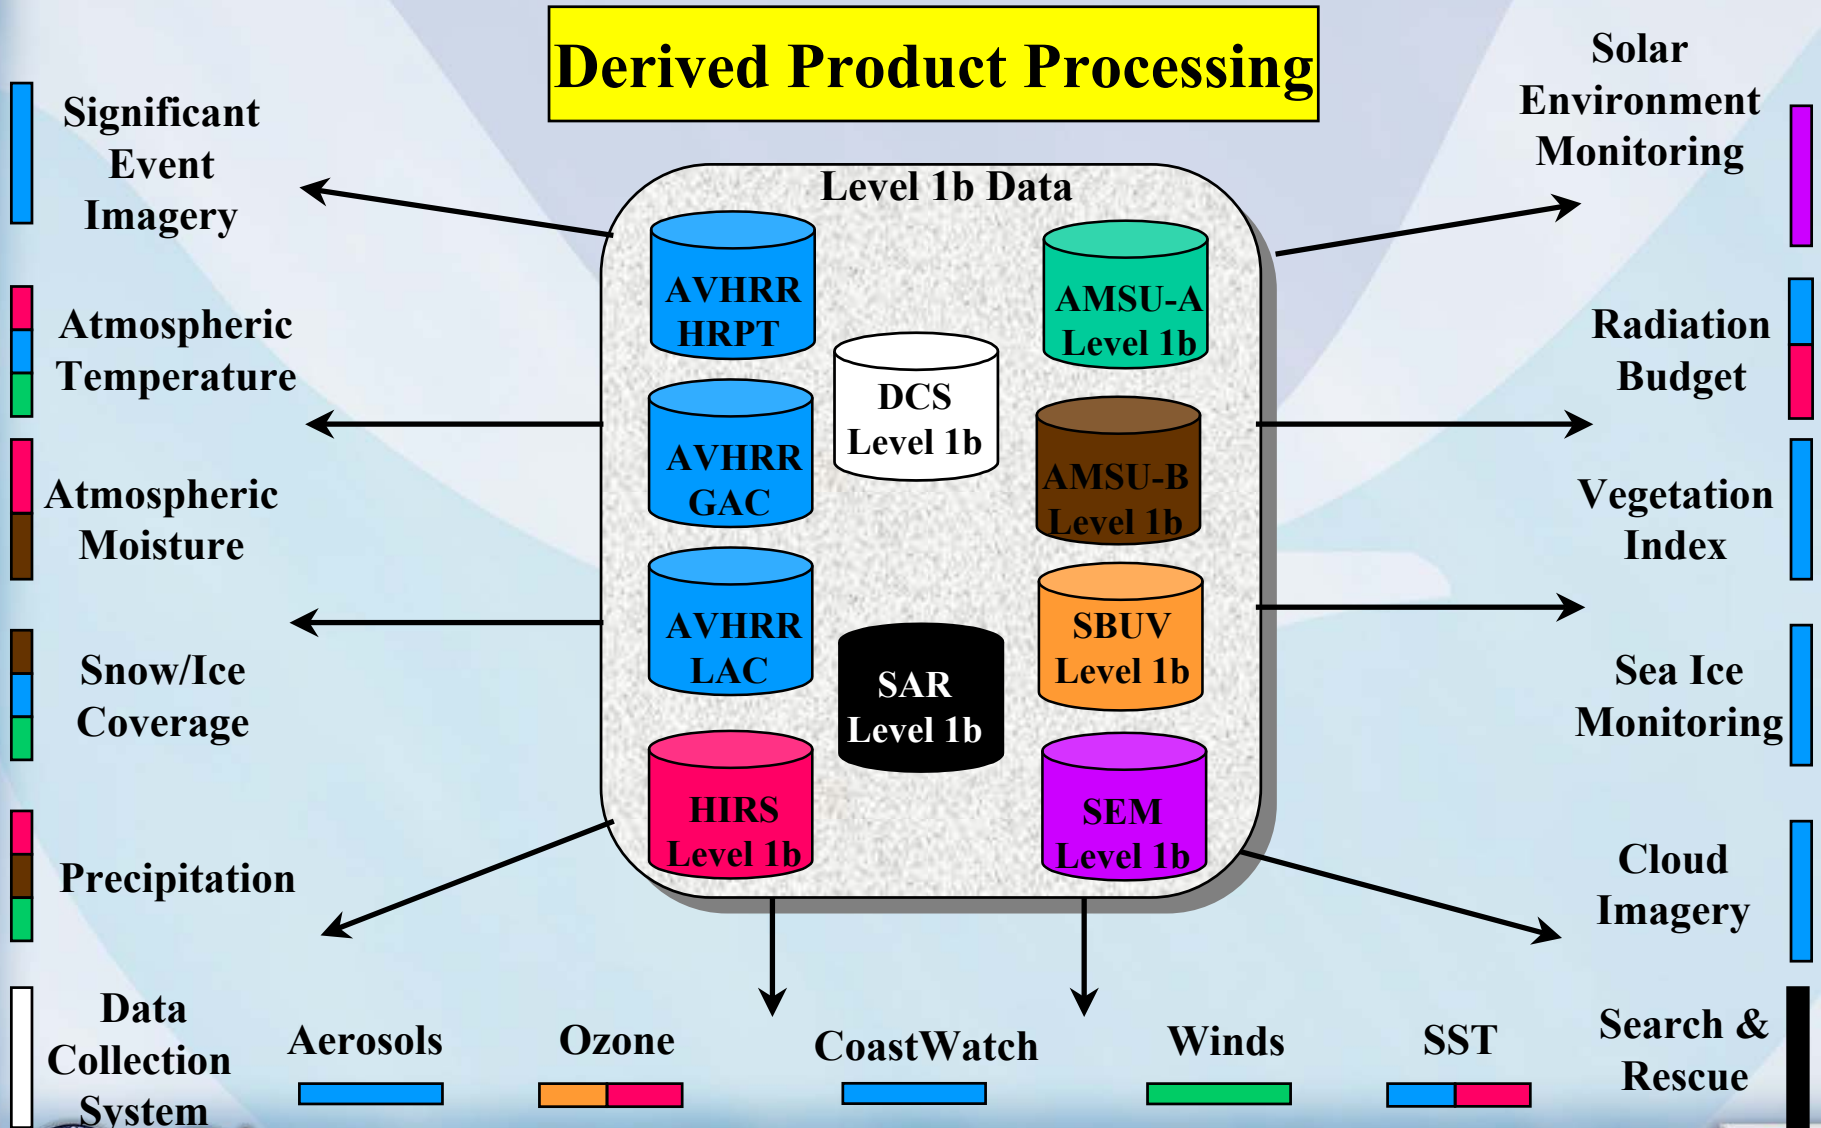 Derived Product Processing
Significant
Event
Imagery
Atmospheric
Temperature
Atmospheric
Moisture
Snow/Ice
Coverage
Precipitation
Data
Collection
System
Level 1b Data
AVHRR
HRPT
AVHRR
GAC
AVHRR
LAC
HIRS
Level 1b
DCS
Level 1b
SAR
Level 1b
AMSU-A
Level 1b
AMSU-B
Level 1b
SBUV
Level 1b
SEM
Level 1b
Solar
Environment
Monitoring
Radiation
Budget
Vegetation
Index
Sea Ice
Monitoring
Cloud
Imagery
Search &
Rescue
Aerosols
Ozone
CoastWatch
Winds
SST